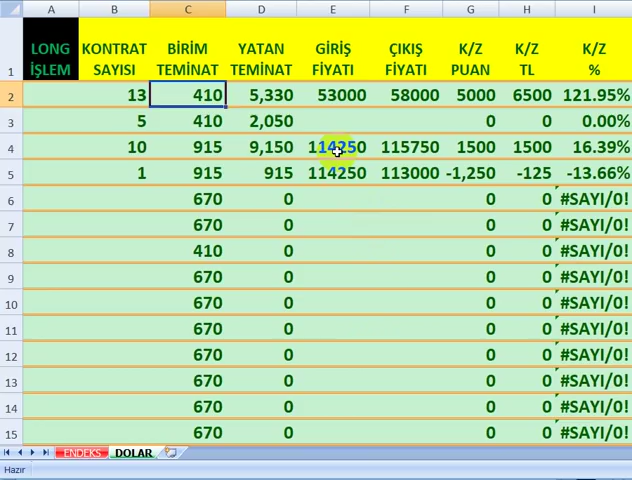 A B C D E F G H I
1 LONG İŞLEM KONTRAT SAYISI BİRİM TEMİNAT YATAN TEMİNAT GİRİŞ FİYATI ÇIKIŞ FİYATI K/Z PUAN K/Z TL K/Z %
2 13 410 5,330 53000 58000 5000 6500 121.95%
3 5 410 2,050 0 0 0.00%
4 10 915 9,150 114250 115750 1500 1500 16.39%
5 1 915 915 114250 113000 -1,250 -125 -13.66%
6 670 0 0 0 #SAYI/0!
7 670 0 0 0 #SAYI/0!
8 410 0 0 0 #SAYI/0!
9 670 0 0 0 #SAYI/0!
10 670 0 0 0 #SAYI/0!
11 670 0 0 0 #SAYI/0!
12 670 0 0 0 #SAYI/0!
13 670 0 0 0 #SAYI/0!
14 670 0 0 0 #SAYI/0!
15 670 0 0 0 #SAYI/0!
ENDEKS DOLAR
Hazır